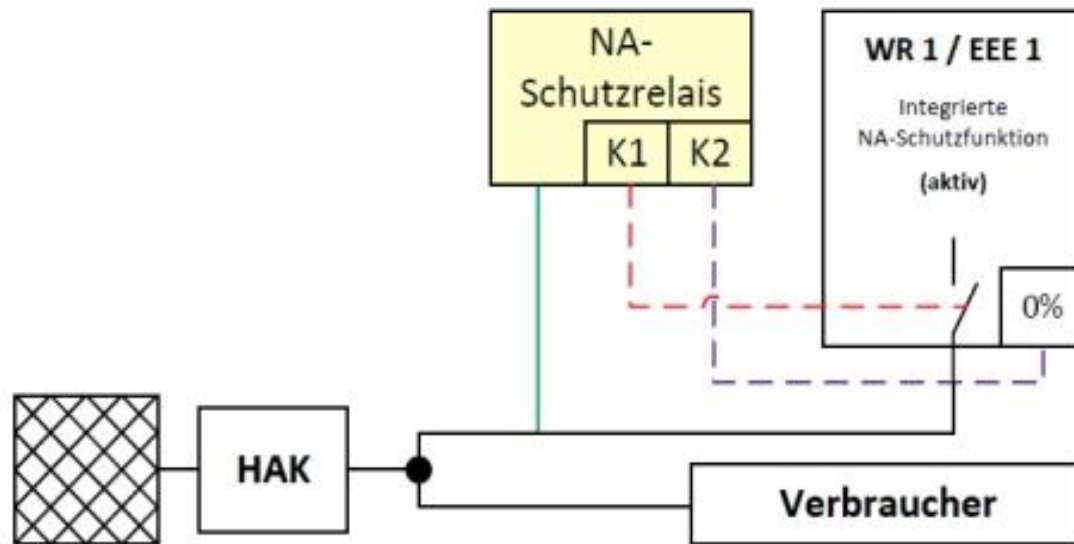 NA-
Schutzrelais
K1 K2
WR 1 / EEE 1
Integrierte
NA-Schutzfunktion
(aktiv)
0%
HAK
Verbraucher